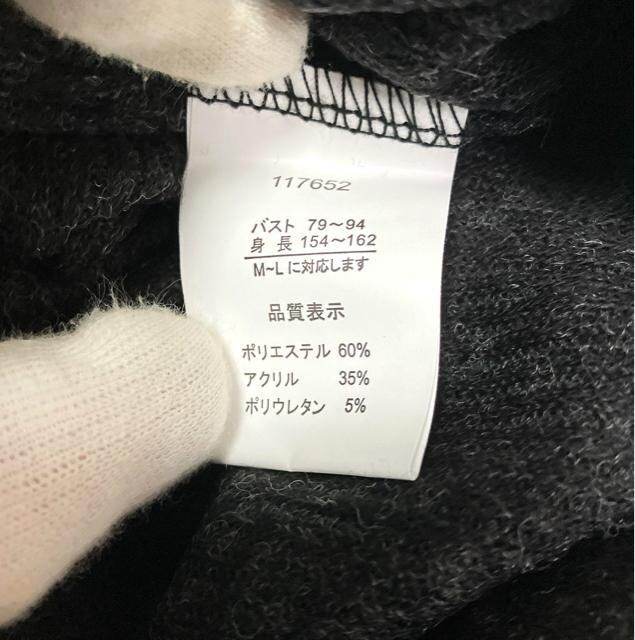 117652
バスト 79～94
身 長 154～162
M~Lに対応します
品質表示
ポリエステル 60%
アクリル 35%
ポリウレタン 5%